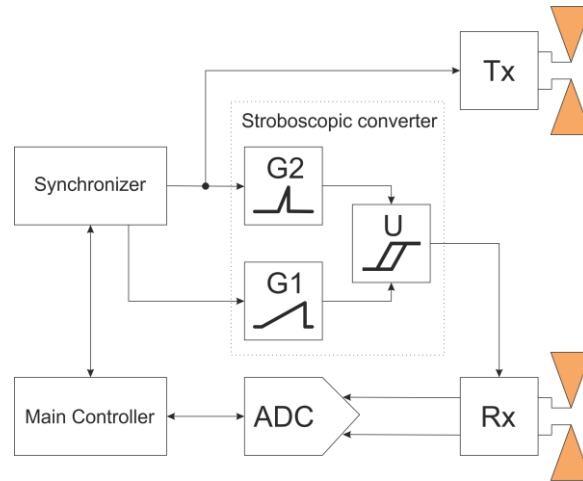 Tx
Stroboscopic converter
Synchronizer
G2
U
G1
Main Controller
ADC
Rx